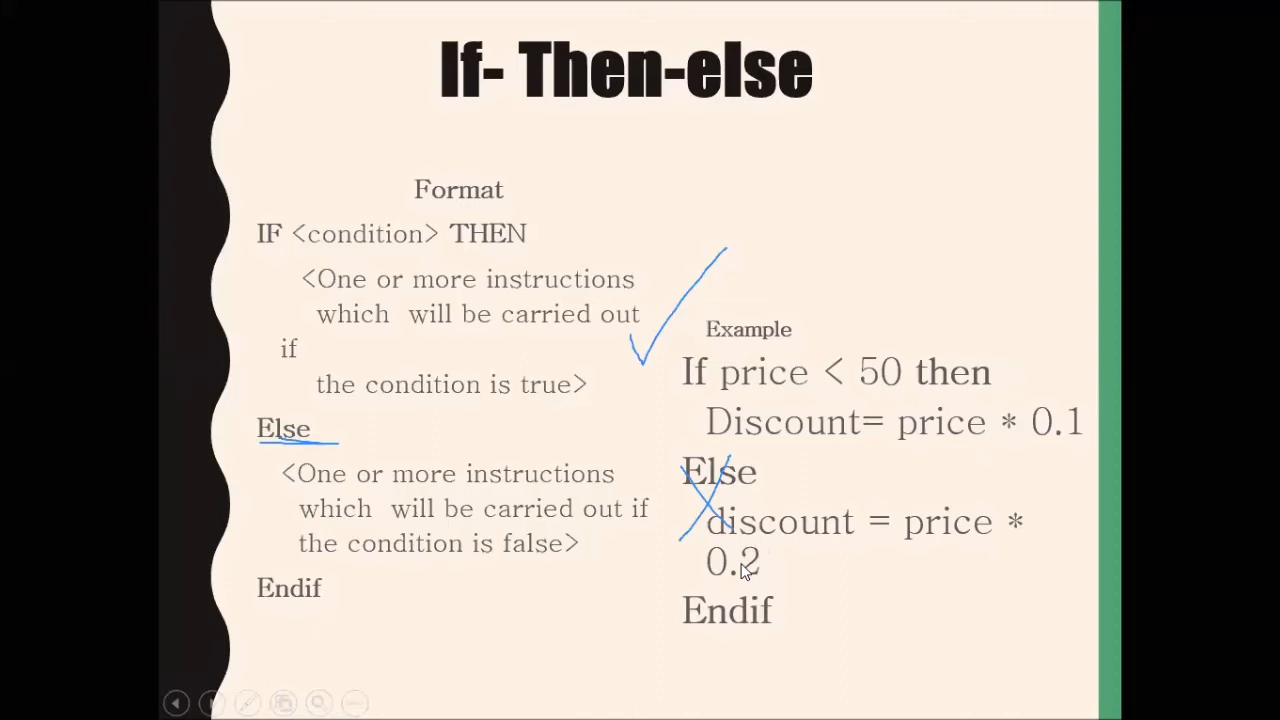 If- Then-else
Format
IF <condition> THEN
<One or more instructions
which will be carried out
if
the condition is true>
Else
<One or more instructions
which will be carried out if
the condition is false>
Endif
Example
If price < 50 then
Discount= price * 0.1
Else
discount = price *
0.2
Endif